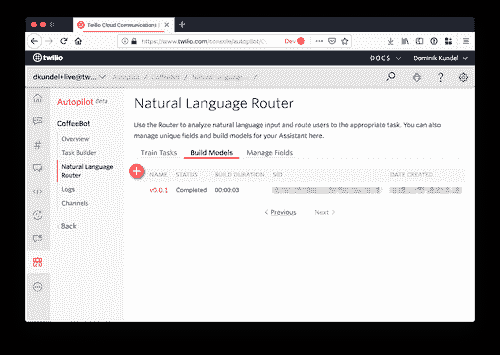 Twilio Cloud Communications |
https://www.twilio.com/console/autopilot/C
Dev
twilio
DOCS
Dominik Kundel
dkundel+live@tw...
Autopilot / CoffeeBot / Natural Language... /
Autopilot Beta
CoffeeBot
Overview
Task Builder
Natural Language
Router
Logs
Channels
Back
Natural Language Router
Use the Router to analyze natural language input and route users to the appropriate task. You can also
manage unique fields and build models for your Assistant here.
Train Tasks
Build Models
Manage Fields
NAME STATUS BUILD DURATION SID DATE CREATED
v0.0.1 Completed 00:00:03
< Previous Next >